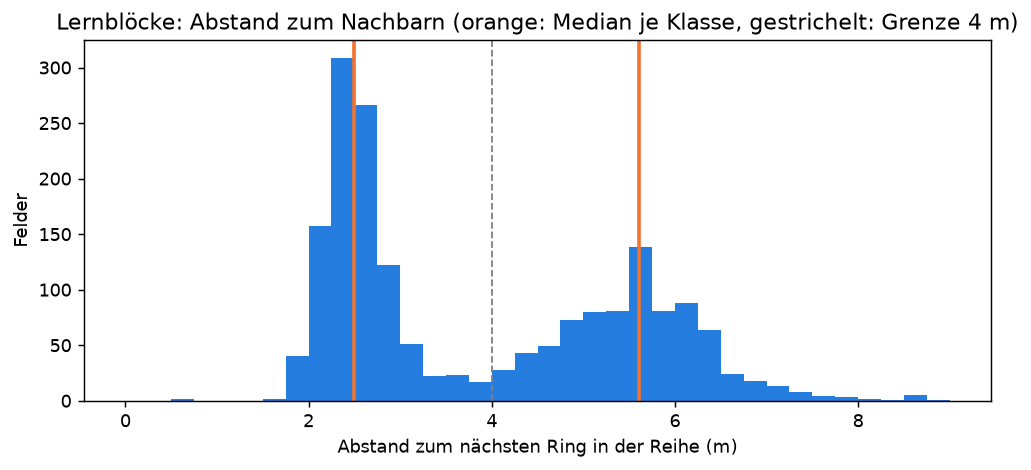 Lernblöcke: Abstand zum Nachbarn (orange: Median je Klasse, gestrichelt: Grenze 4 m)
Felder
300
250
200
150
100
50
0
0 2 4 6 8
Abstand zum nächsten Ring in der Reihe (m)